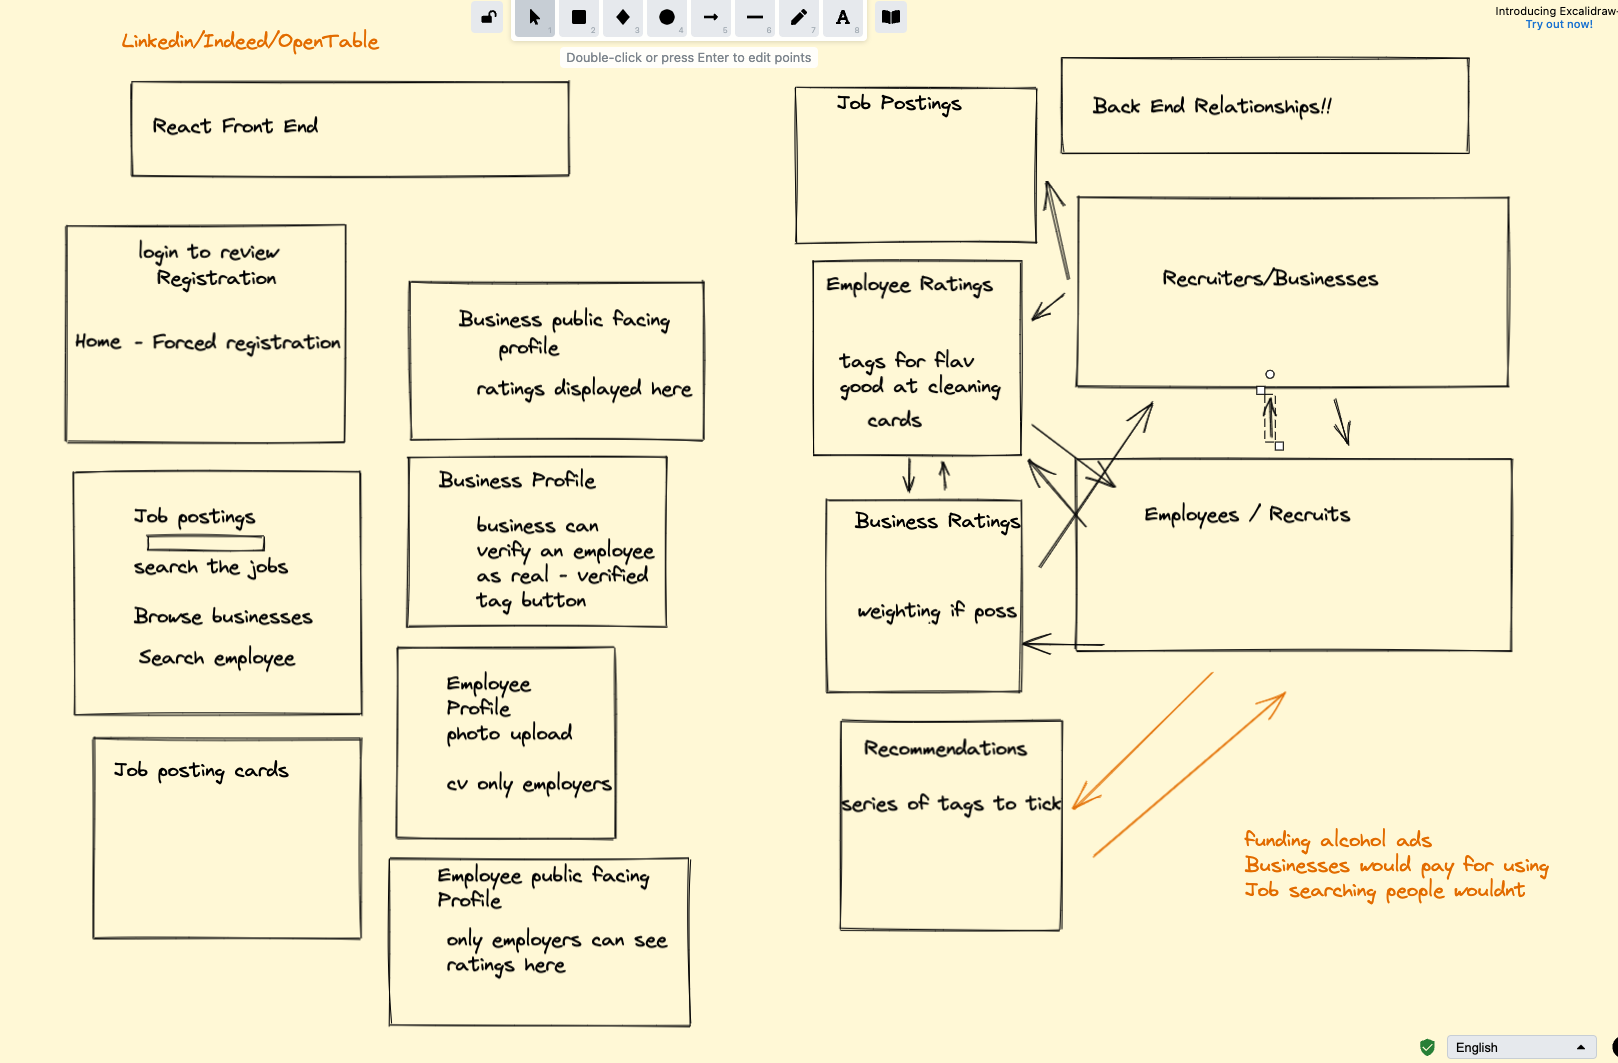 Introducing Excalidraw
Try out now!
1
2
3
4
5
6
7
A
8
Double-click or press Enter to edit points
Linkedin/Indeed/OpenTable
React Front End
login to review
Registration
Home - Forced registration
Job postings
search the jobs
Browse businesses
Search employee
Job posting cards
Business public facing
profile
ratings displayed here
Business Profile
business can
verify an employee
as real - verified
tag button
Employee
Profile
photo upload
cv only employers
Employee public facing
Profile
only employers can see
ratings here
Job Postings
Employee Ratings
tags for flav
good at cleaning
cards
Business Ratings
weighting if poss
Recommendations
series of tags to tick
Back End Relationships!!
Recruiters/Businesses
Employees / Recruits
funding alcohol ads
Businesses would pay for using
Job searching people wouldnt
English